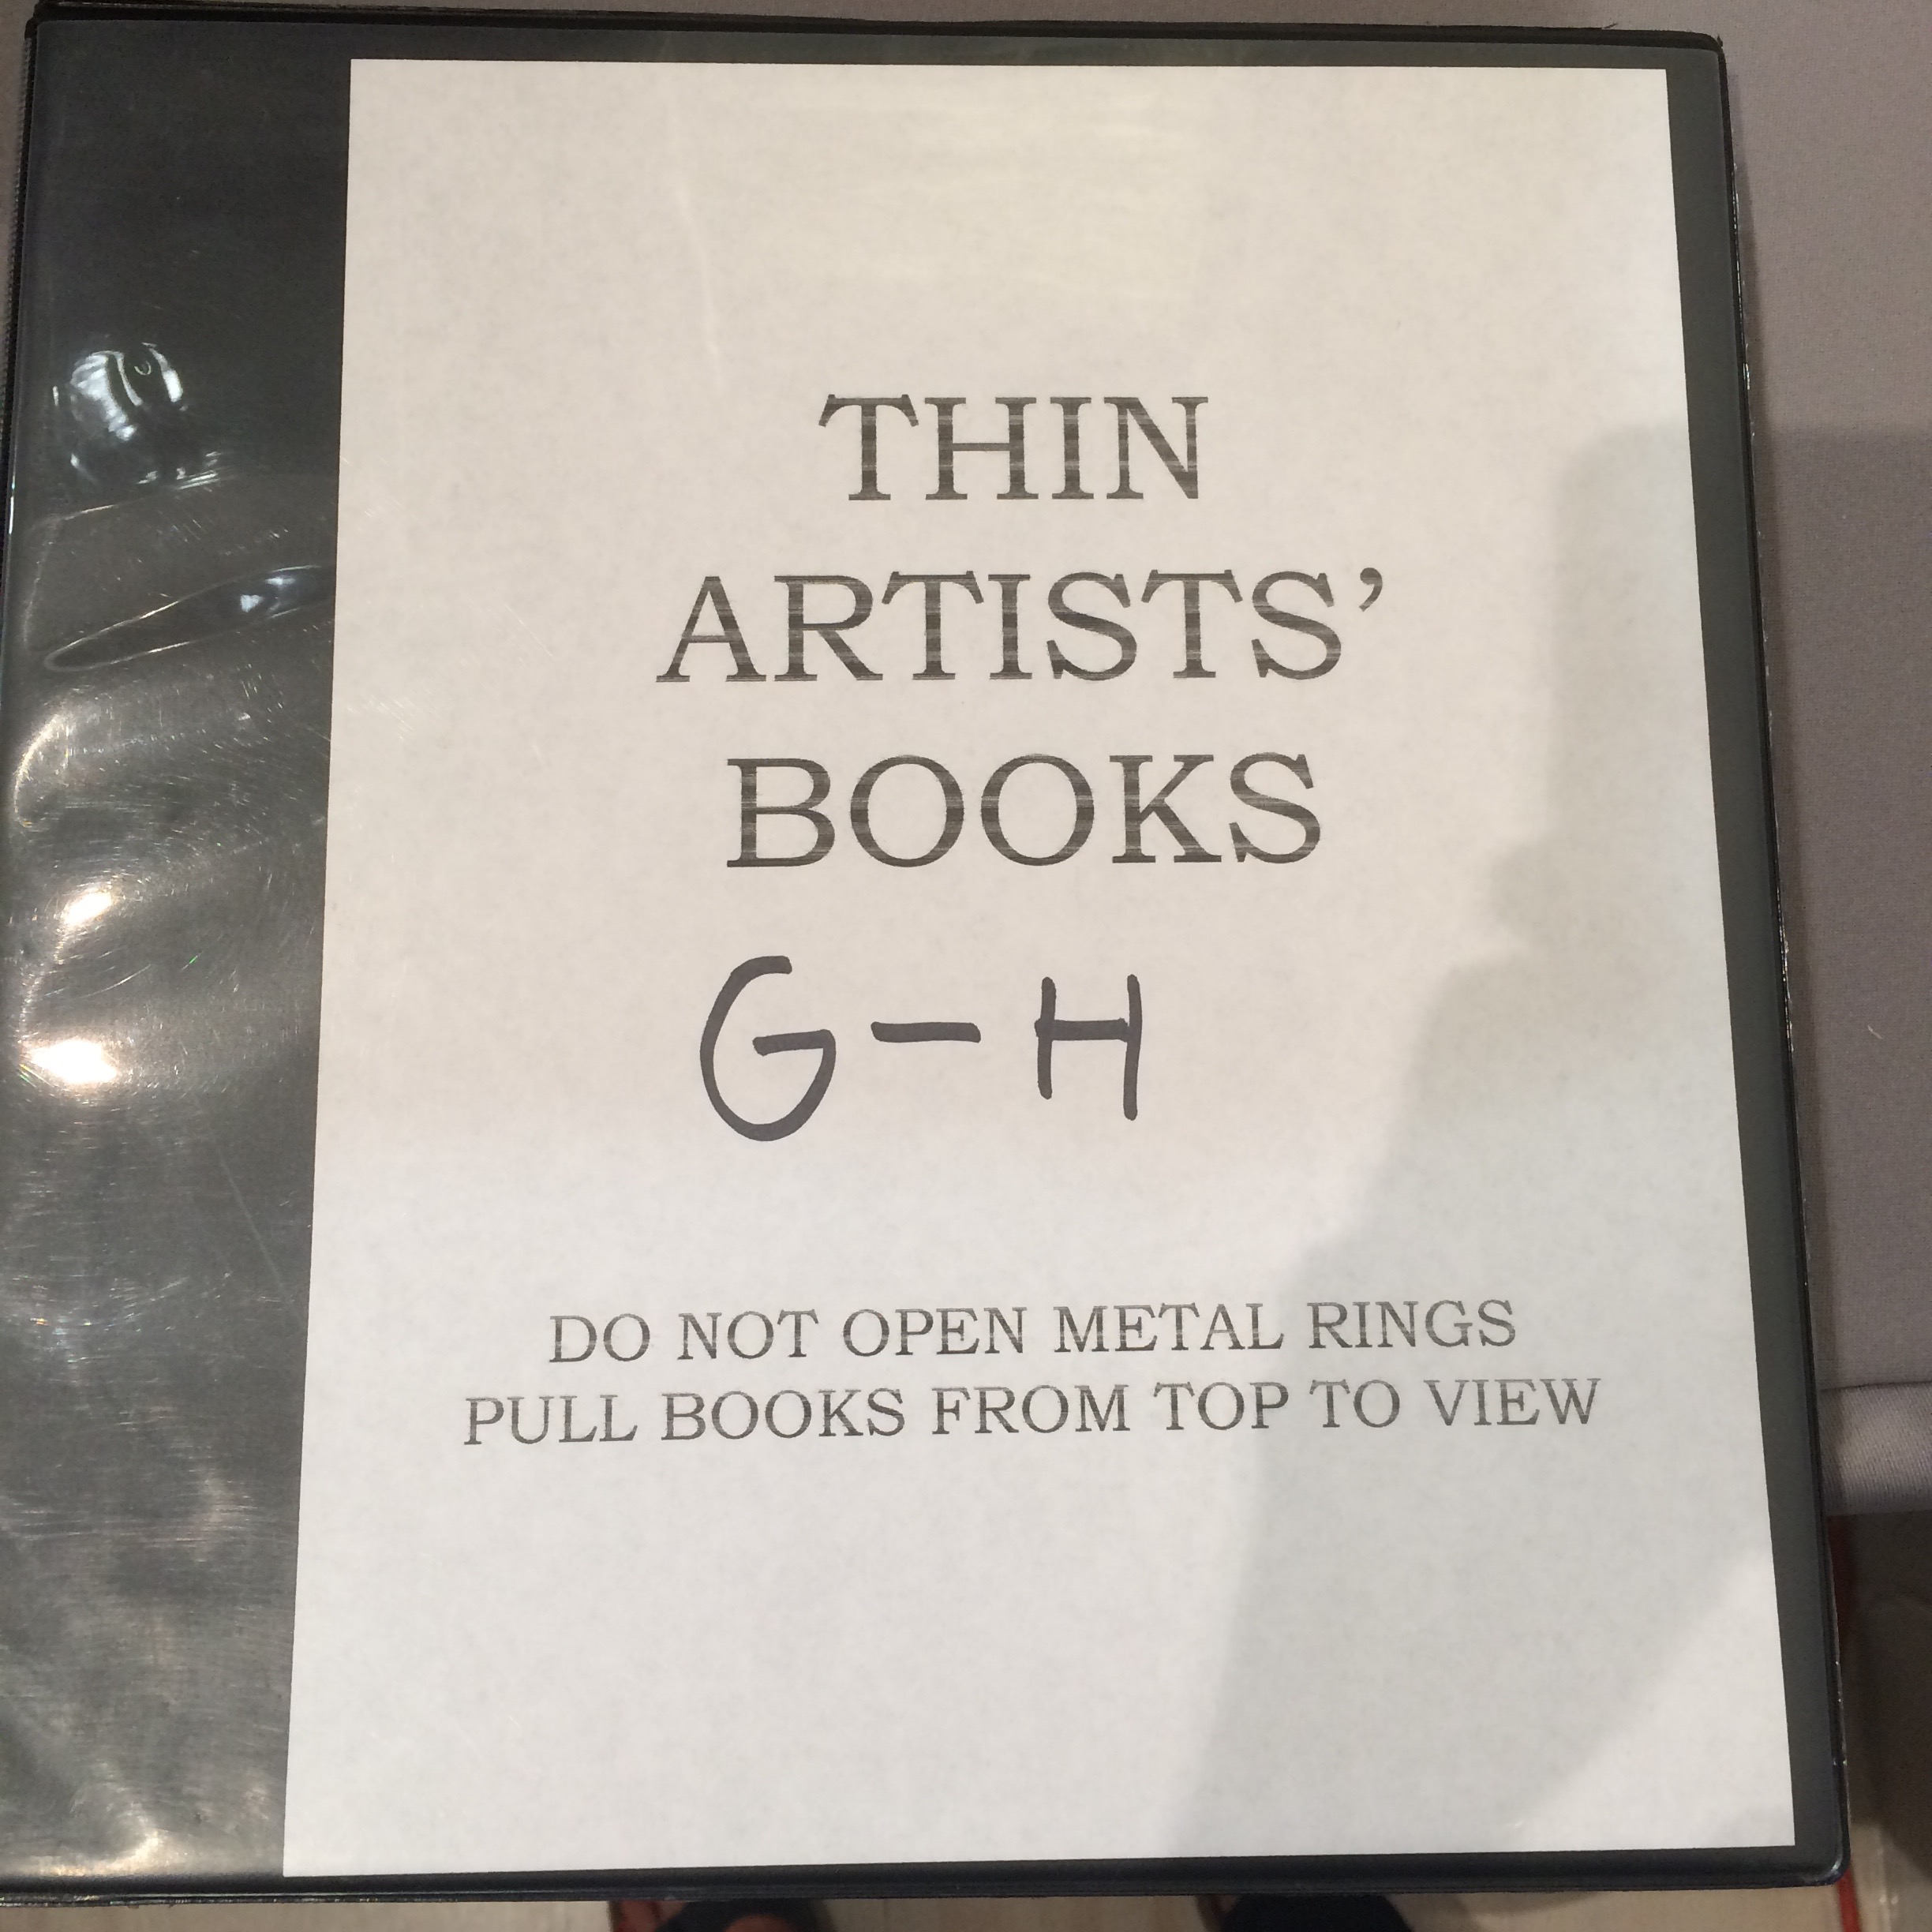 THIN
ARTISTS’
BOOKS
G – H
DO NOT OPEN METAL RINGS
PULL BOOKS FROM TOP TO VIEW